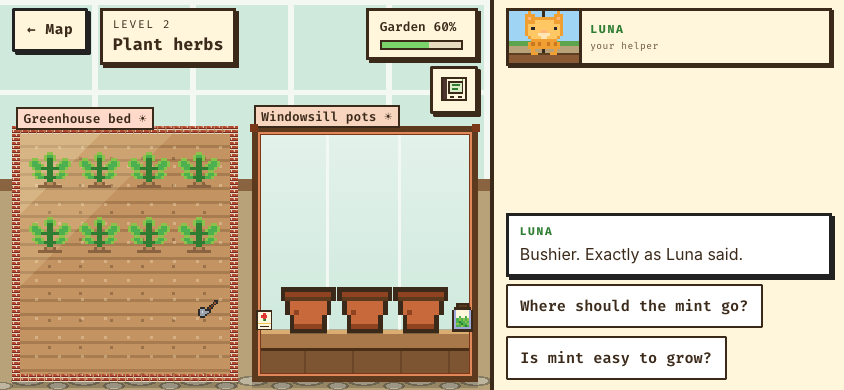 ← Map
LEVEL 2
Plant herbs
Garden 60%
Greenhouse bed ☀
Windowsill pots ☀
LUNA
your helper
LUNA
Bushier. Exactly as Luna said.
Where should the mint go?
Is mint easy to grow?